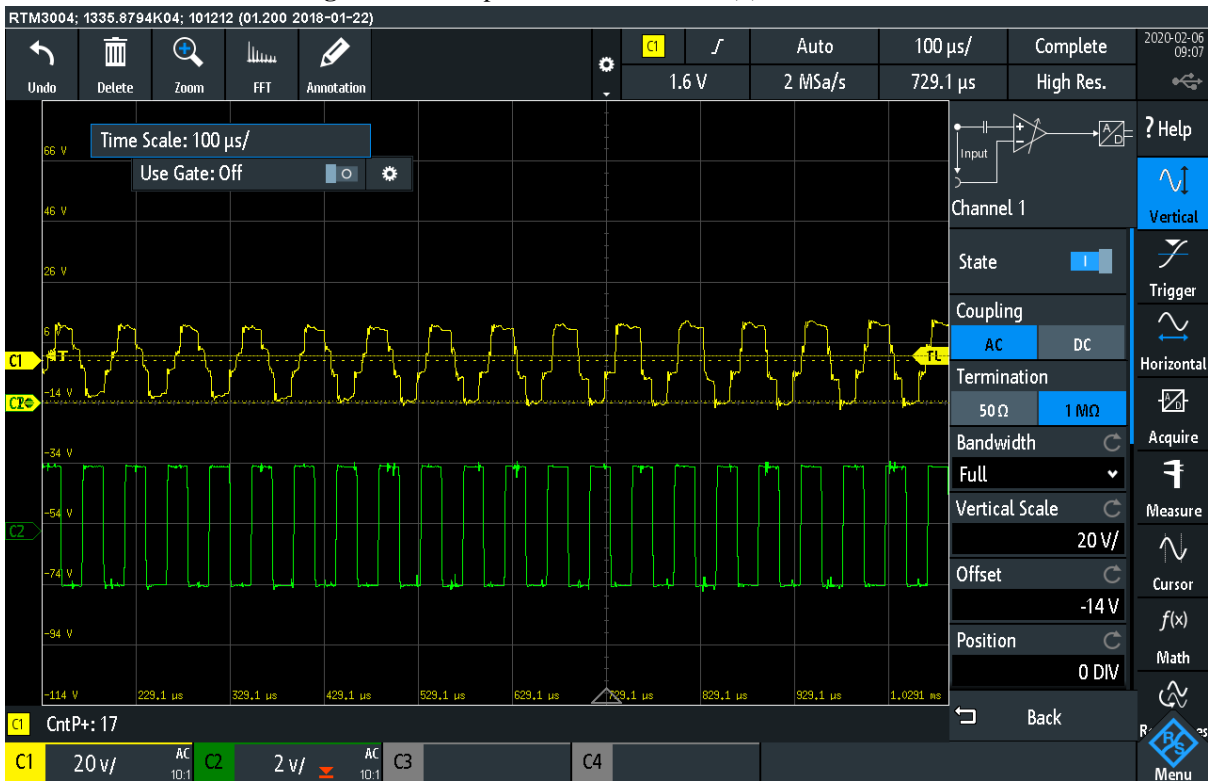 RTM3004; 1335.8794K04; 101212 (01.200 2018-01-22)
Undo
Delete
Zoom
FFT
Annotation
C1
Auto
100 µs/
Complete
2020-02-06
09:07
1.6 V
2 MSa/s
729.1 µs
High Res.
Time Scale: 100 µs/
Use Gate: Off
66 V
46 V
26 V
6 V
-14 V
-34 V
-54 V
-74 V
-94 V
-114 V
229.1 µs
329.1 µs
429.1 µs
529.1 µs
629.1 µs
729.1 µs
829.1 µs
929.1 µs
1.0291 ms
C1
TL
C2
Input
A
D
Channel 1
State
Coupling
AC
DC
Termination
50 Ω
1 MΩ
Bandwidth
Full
Vertical Scale
20 V/
Offset
-14 V
Position
0 DIV
Back
? Help
Vertical
Trigger
Horizontal
Acquire
Measure
Cursor
f(x)
Math
Menu
C1
CntP+: 17
C1
20 V/
AC
10:1
C2
2 V/
AC
10:1
C3
C4